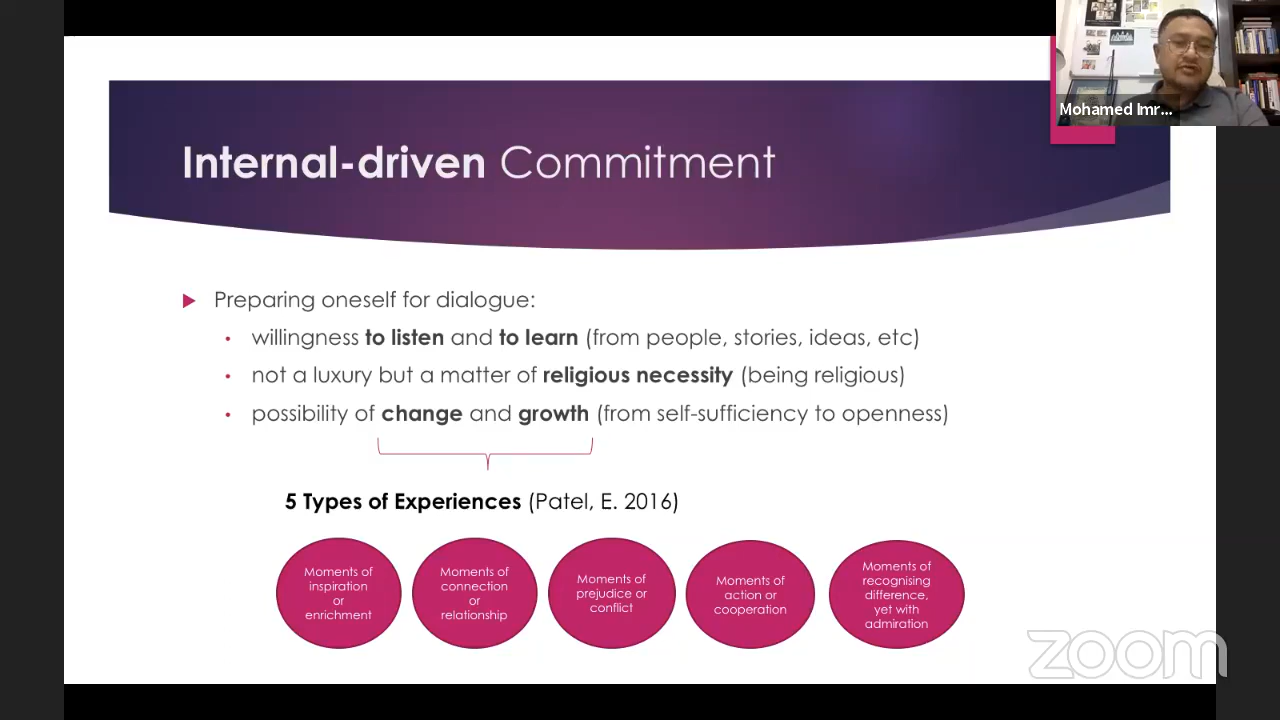 Mohamed Imr...
Internal-driven Commitment
Preparing oneself for dialogue:
willingness to listen and to learn (from people, stories, ideas, etc)
not a luxury but a matter of religious necessity (being religious)
possibility of change and growth (from self-sufficiency to openness)
5 Types of Experiences (Patel, E. 2016)
Moments of
inspiration
or
enrichment
Moments of
connection
or
relationship
Moments of
prejudice or
conflict
Moments of
action or
cooperation
Moments of
recognising
difference,
yet with
admiration
zoom